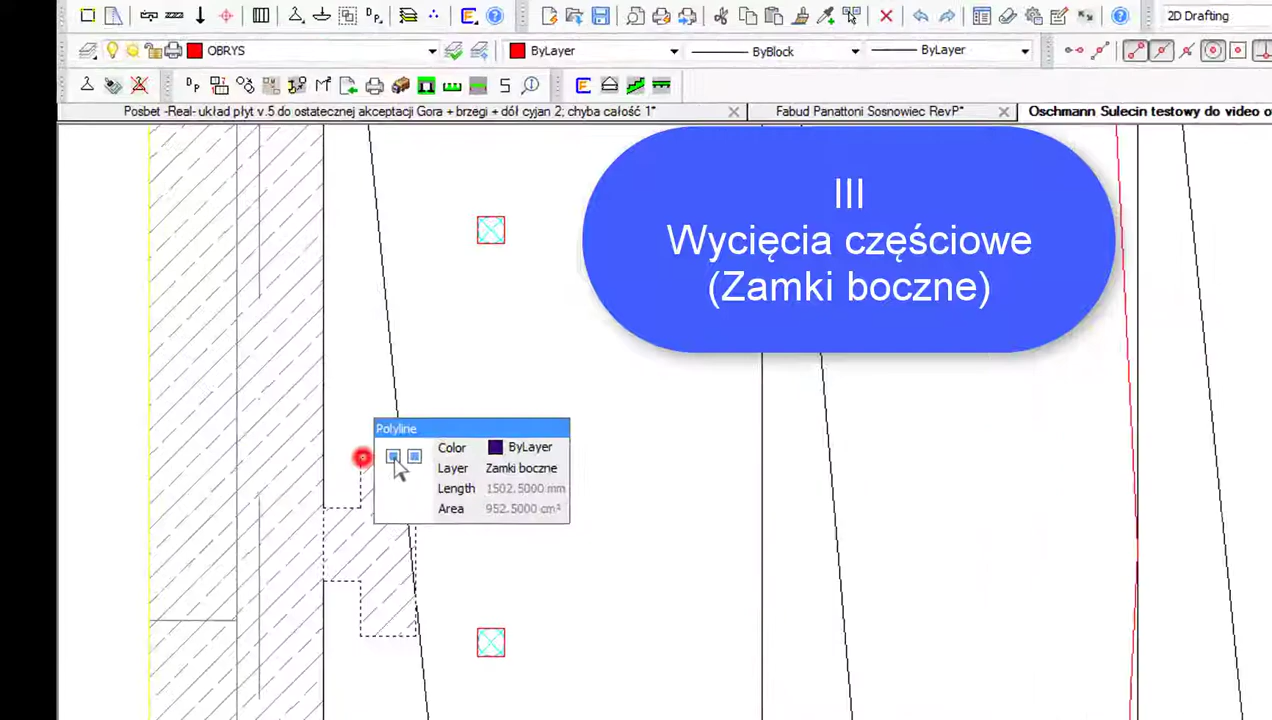 2D Drafting
OBRYS
ByLayer
ByBlock
ByLayer
Posbet -Real- układ płyt v.5 do ostatecznej akceptacji Gora + brzegi + dół cyjan 2; chyba całość 1*
Fabud Panattoni Sosnowiec RevP*
Oschmann Sulecin testowy do video o
III
Wycięcia częściowe
(Zamki boczne)
Polyline
Color ByLayer
Layer Zamki boczne
Length 1502.5000 mm
Area 952.5000 cm²